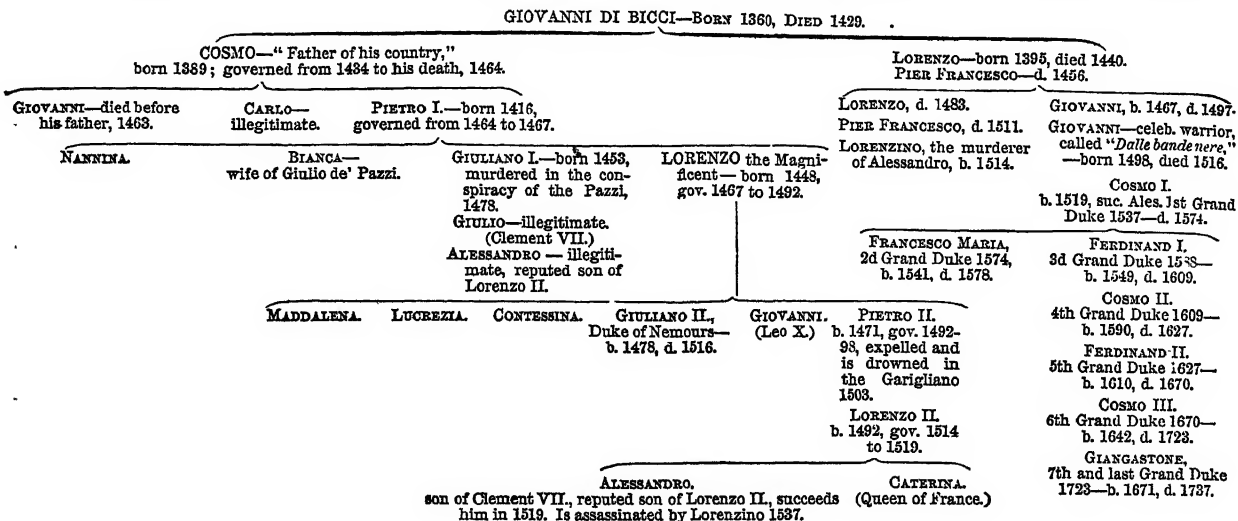 GIOVANNI DI BICCI—BORN 1360, DIED 1429.
COSMO—“ Father of his country,”
born 1389; governed from 1434 to his death, 1464.
LORENZO—born 1395, died 1440.
PIER FRANCESCO—d. 1456.
GIOVANNI—died before
his father, 1463.
CARLO—
illegitimate.
PIETRO I.—born 1416,
governed from 1464 to 1467.
LORENZO, d. 1483.
PIER FRANCESCO, d. 1511.
LORENZINO, the murderer
of Alessandro, b. 1514.
GIOVANNI, b. 1467, d. 1497.
GIOVANNI—celeb. warrior,
called “Dalle bande nere,”
—born 1498, died 1516.
NANNINA.
BIANCA—
wife of Giulio de' Pazzi.
GIULIANO I.—born 1453,
murdered in the con-
spiracy of the Pazzi,
1478.
GIULIO—illegitimate.
(Clement VII.)
ALESSANDRO — illegiti-
mate, reputed son of
Lorenzo II.
LORENZO the Magni-
ficent— born 1448,
gov. 1467 to 1492.
COSMO I.
b. 1519, suc. Ales. 1st Grand
Duke 1537—d. 1574.
FRANCESCO MARIA,
2d Grand Duke 1574,
b. 1541, d. 1578.
FERDINAND I.
3d Grand Duke
b. 1549, d. 1609.
COSMO II.
4th Grand Duke 1609—
b. 1590, d. 1627.
FERDINAND II.
5th Grand Duke 1627—
b. 1610, d. 1670.
COSMO III.
6th Grand Duke 1670—
b. 1642, d. 1723.
GIANGASTONE,
7th and last Grand Duke
1723—b. 1671, d. 1737.
MADDALENA.
LUCREZIA.
CONTESSINA.
GIULIANO II.,
Duke of Nemours—
b. 1478, d. 1516.
GIOVANNI.
(Leo X.)
PIETRO II.
b. 1471, gov. 1492-
98, expelled and
is drowned in
the Garigliano
1503.
LORENZO II.
b. 1492, gov. 1514
to 1519.
ALESSANDRO.
son of Clement VII., reputed son of Lorenzo II., succeeds
him in 1519. Is assassinated by Lorenzino 1537.
CATERINA.
(Queen of France.)